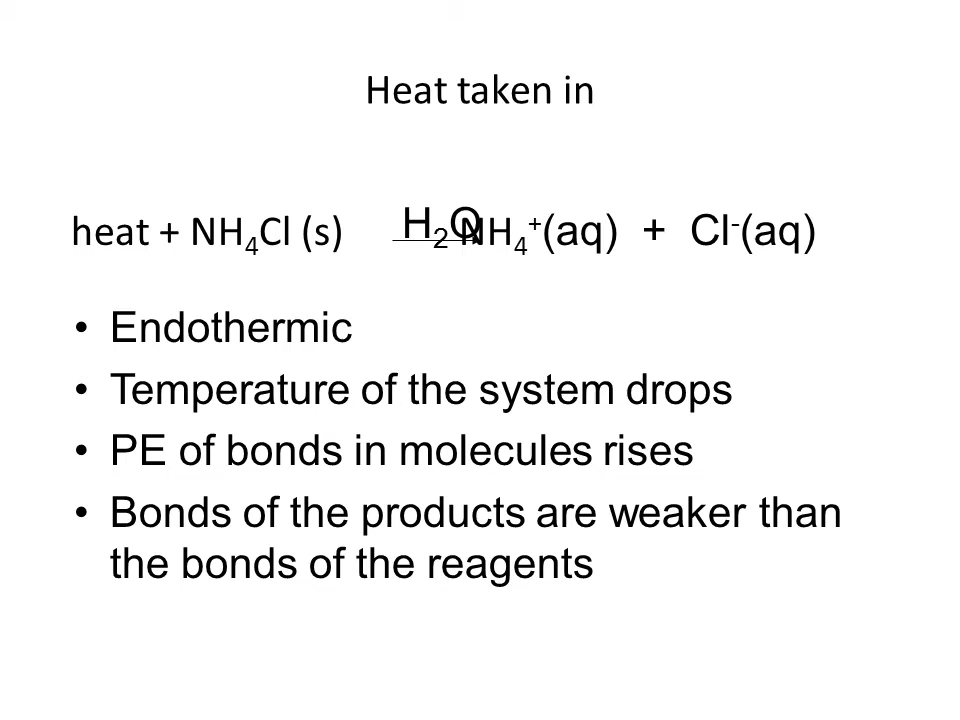 Heat taken in
heat + NH₄Cl (s) H₂O NH₄⁺(aq) + Cl⁻(aq)
• Endothermic
• Temperature of the system drops
• PE of bonds in molecules rises
• Bonds of the products are weaker than
the bonds of the reagents